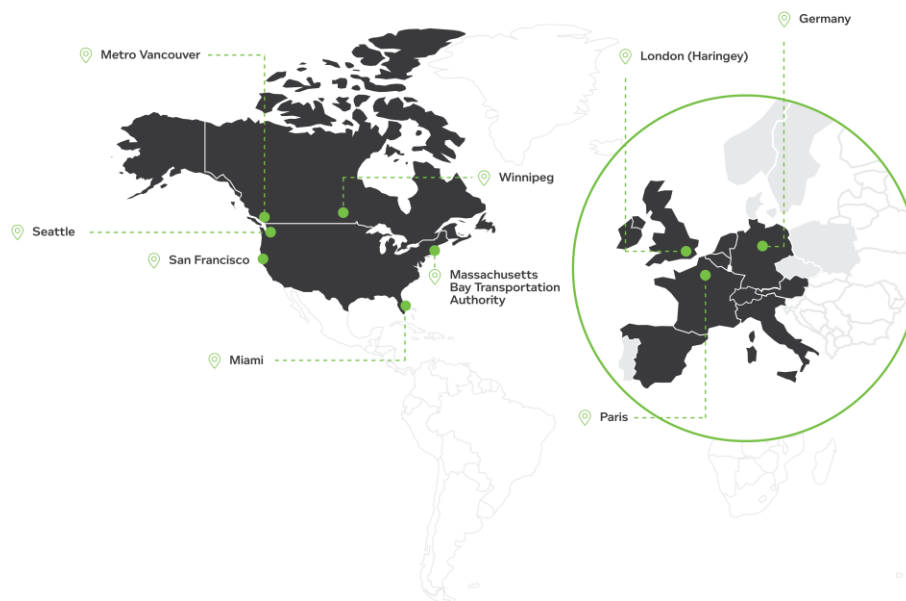 Germany
Metro Vancouver
London (Haringey)
Winnipeg
Seattle
San Francisco
Massachusetts
Bay Transportation
Authority
Miami
Paris